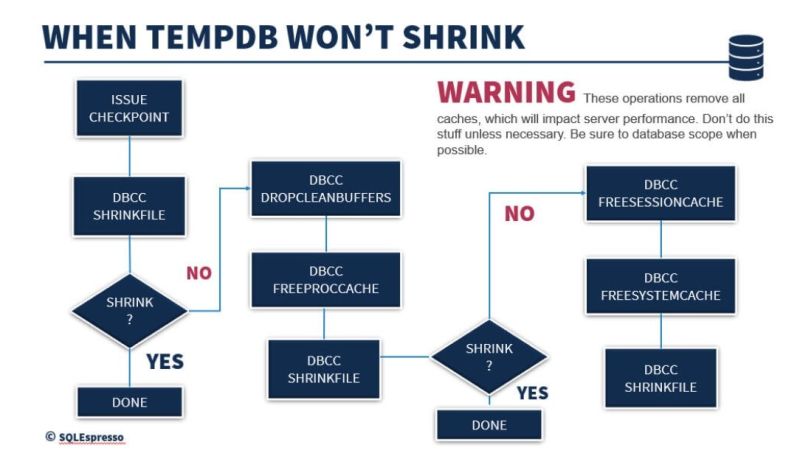 WHEN TEMPDB WON'T SHRINK
WARNING These operations remove all
caches, which will impact server performance. Don't do this
stuff unless necessary. Be sure to database scope when
possible.
ISSUE
CHECKPOINT
DBCC
SHRINKFILE
SHRINK
?
NO
YES
DONE
DBCC
DROPCLEANBUFFERS
DBCC
FREEPROCCACHE
DBCC
SHRINKFILE
SHRINK
?
NO
YES
DONE
DBCC
FREESESSIONCACHE
DBCC
FREESYSTEMCACHE
DBCC
SHRINKFILE
© SQLEspresso